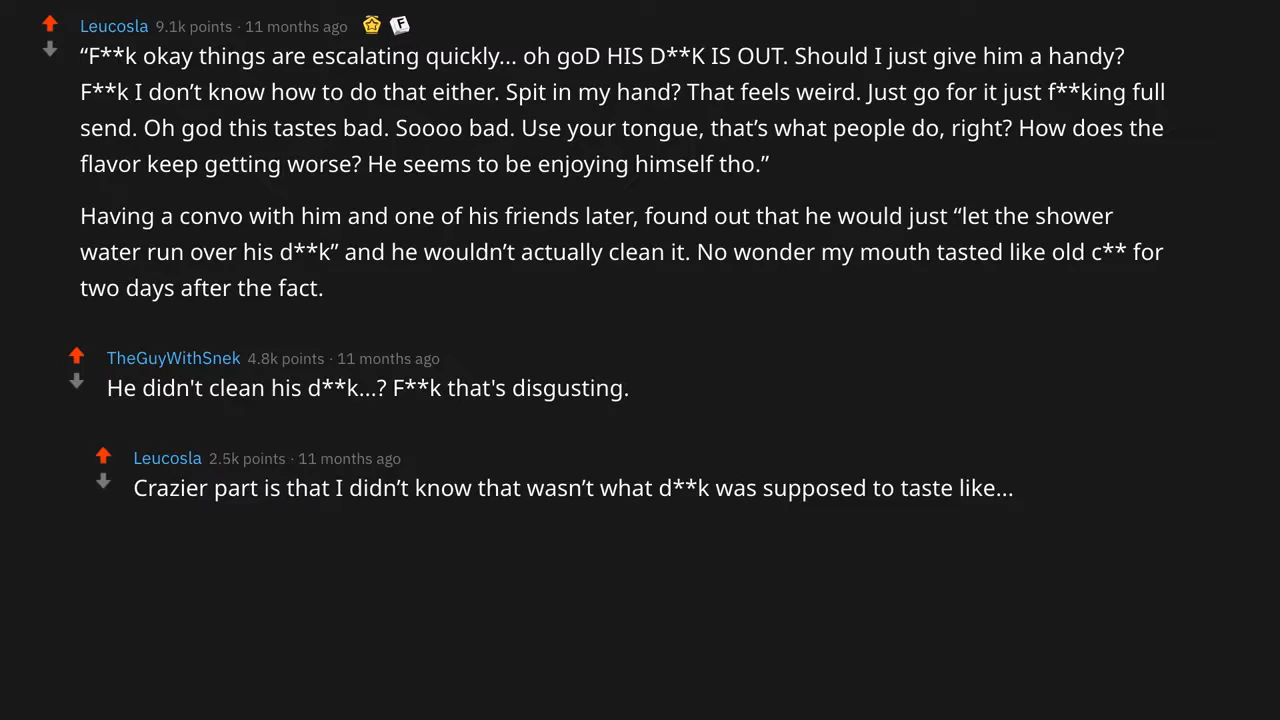 Leucosla 9.1k points · 11 months ago F
“F**k okay things are escalating quickly... oh goD HIS D**K IS OUT. Should I just give him a handy?
F**k I don’t know how to do that either. Spit in my hand? That feels weird. Just go for it just f**king full
send. Oh god this tastes bad. Soooo bad. Use your tongue, that’s what people do, right? How does the
flavor keep getting worse? He seems to be enjoying himself tho.”
Having a convo with him and one of his friends later, found out that he would just “let the shower
water run over his d**k” and he wouldn’t actually clean it. No wonder my mouth tasted like old c** for
two days after the fact.
TheGuyWithSnek 4.8k points · 11 months ago
He didn't clean his d**k...? F**k that's disgusting.
Leucosla 2.5k points · 11 months ago
Crazier part is that I didn’t know that wasn’t what d**k was supposed to taste like...